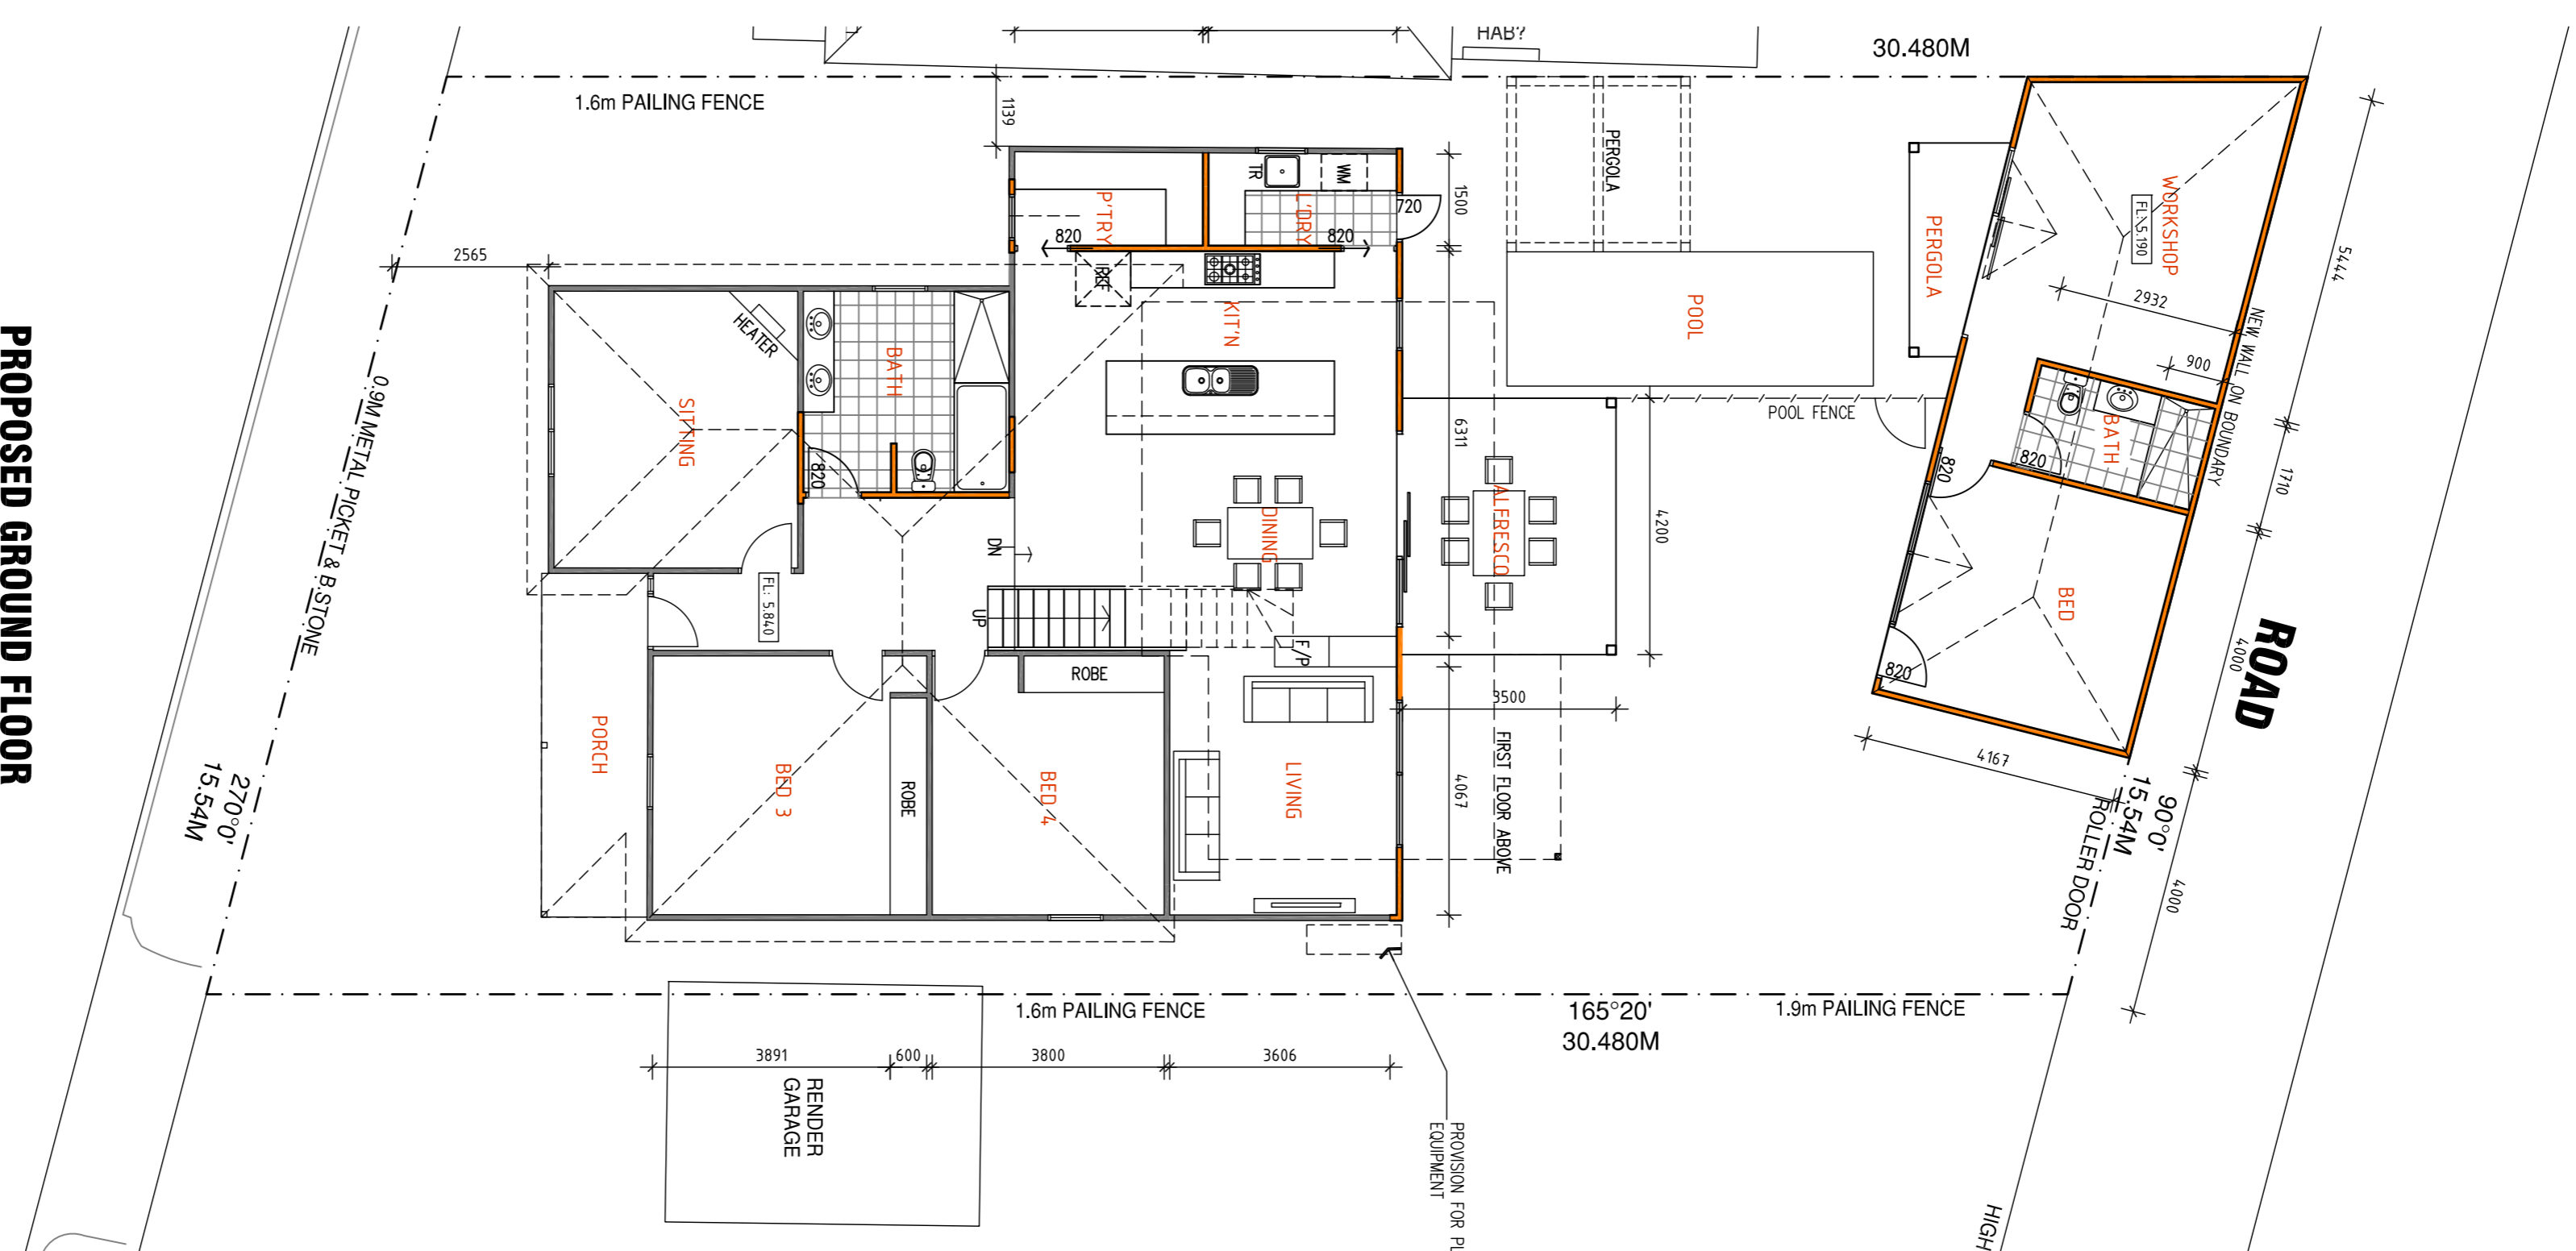 HAB?
30.480M
1.6m PAILING FENCE
1139
PERGOLA
1500
TR
WM
P'TRY
L'DRY
720
820
820
REF
WORKSHOP
FL: 5.190
PERGOLA
5444
2565
2932
NEW WALL ON BOUNDARY
900
KIT'N
POOL
HEATER
BATH
SITTING
820
POOL FENCE
6311
4200
1710
BATH
820
820
DINING
ALFRESCO
DN
UP
FL: 5.840
F/P
BED
820
4000
ROAD
ROBE
3500
4167
PORCH
BED 3
ROBE
BED 4
LIVING
4067
FIRST FLOOR ABOVE
90°0'
15.54M
ROLLER DOOR
4000
0.9M METAL PICKET & B.STONE
270°0'
15.54M
PROPOSED GROUND FLOOR
1.6m PAILING FENCE
165°20'
30.480M
1.9m PAILING FENCE
3891
600
3800
3606
RENDER
GARAGE
PROVISION FOR
EQUIPMENT
HIGH